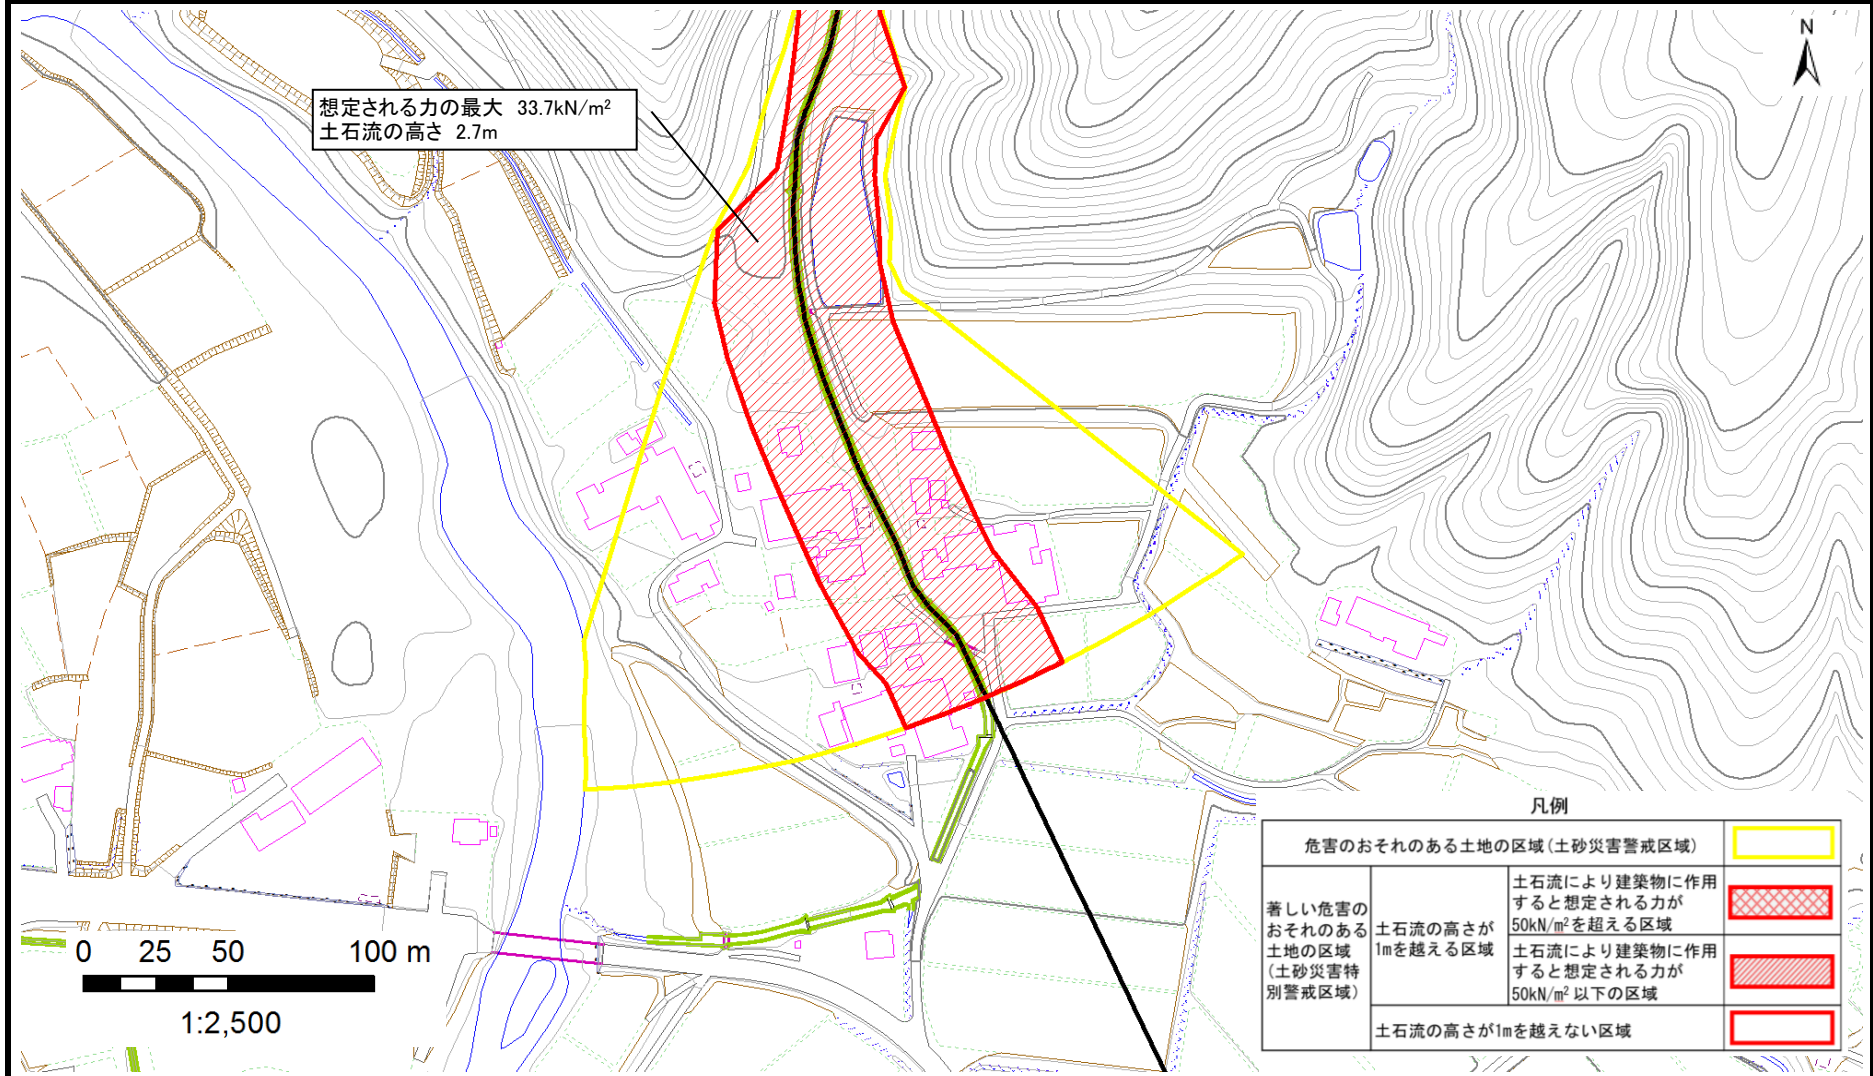 N
想定される力の最大 33.7kN/m²
土石流の高さ 2.7m
0 25 50 100 m
1:2,500
凡例
危害のおそれのある土地の区域(土砂災害警戒区域)
著しい危害の
おそれのある
土地の区域
(土砂災害特
別警戒区域)
土石流の高さが
1mを越える区域
土石流により建築物に作用
すると想定される力が
50kN/m²を超える区域
土石流により建築物に作用
すると想定される力が
50kN/m² 以下の区域
土石流の高さが1mを越えない区域